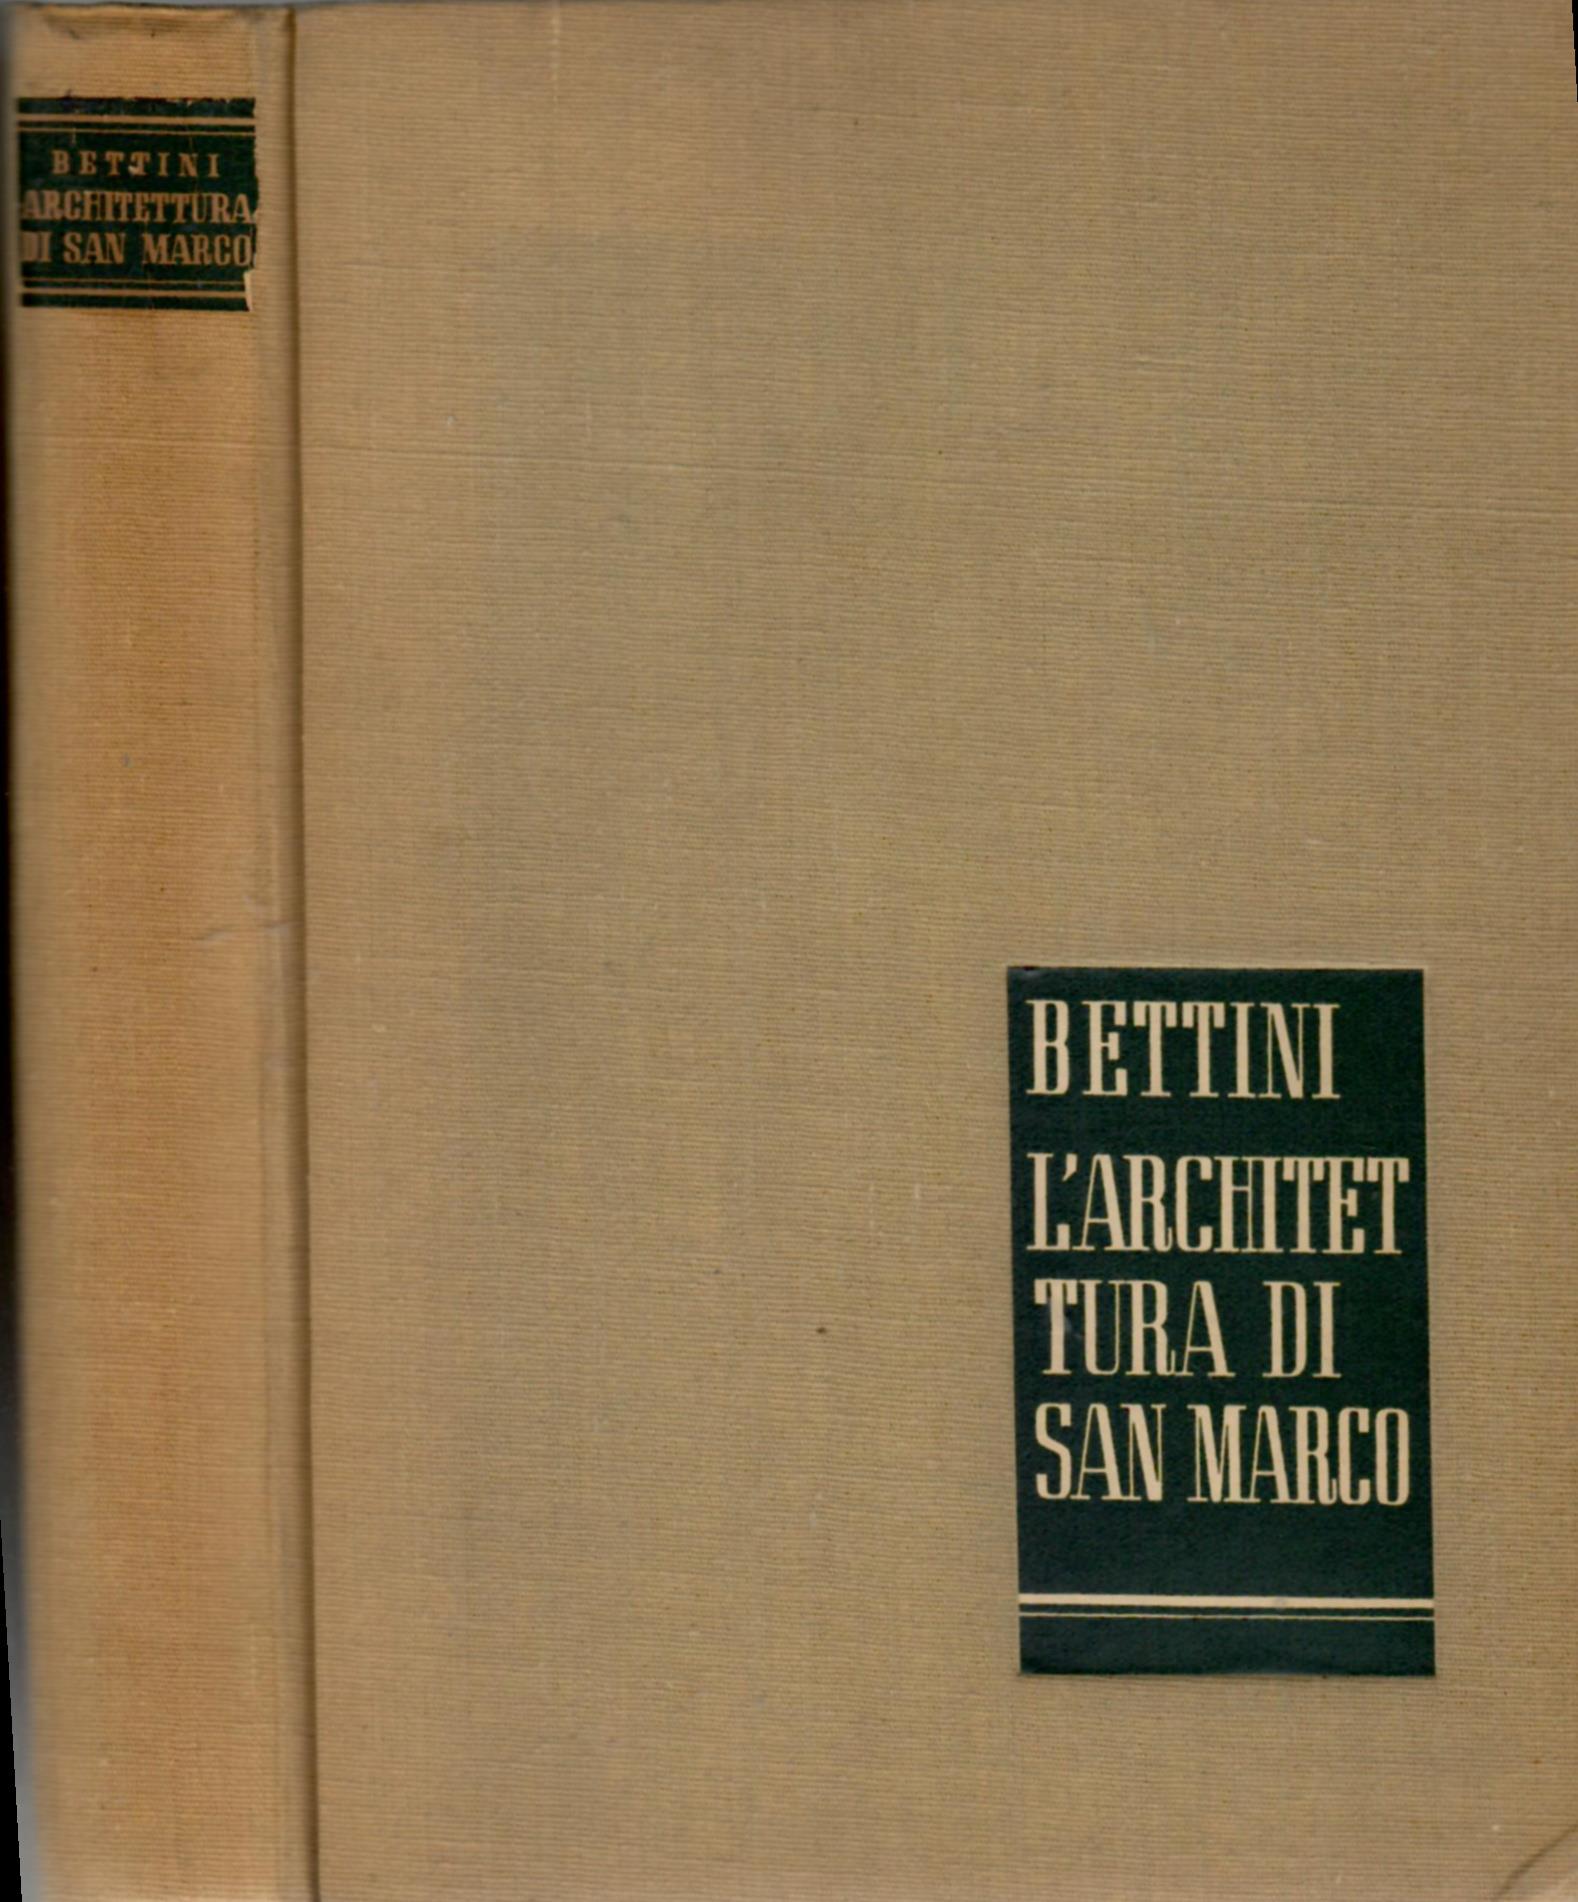 BETTINI
ARCHITETTURA
DI SAN MARCO
BETTINI
L'ARCHITET
TURA DI
SAN MARCO